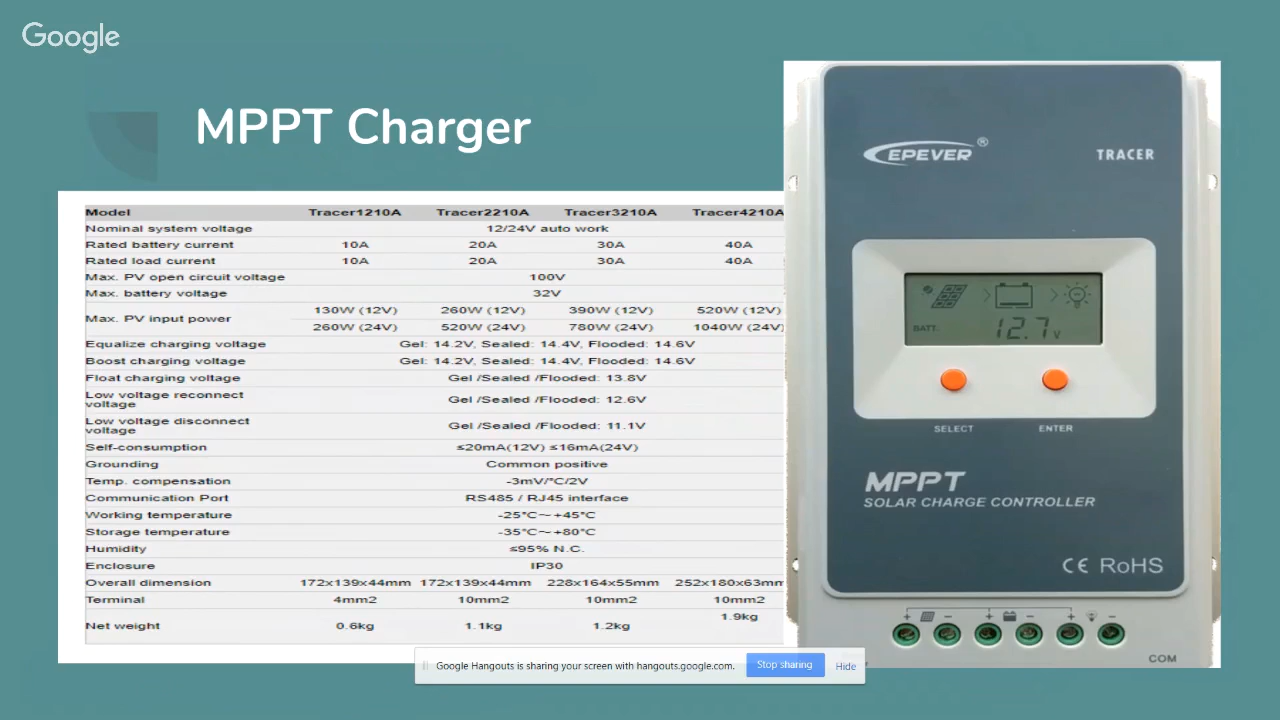 Google
MPPT Charger
Model Tracer1210A Tracer2210A Tracer3210A Tracer4210A
Nominal system voltage 12/24V auto work
Rated battery current 10A 20A 30A 40A
Rated load current 10A 20A 30A 40A
Max. PV open circuit voltage 100V
Max. battery voltage 32V
Max. PV input power 130W (12V) 260W (12V) 390W (12V) 520W (12V)
260W (24V) 520W (24V) 780W (24V) 1040W (24V)
Equalize charging voltage Gel: 14.2V, Sealed: 14.4V, Flooded: 14.6V
Boost charging voltage Gel: 14.2V, Sealed: 14.4V, Flooded: 14.6V
Float charging voltage Gel /Sealed /Flooded: 13.8V
Low voltage reconnect
voltage Gel /Sealed /Flooded: 12.6V
Low voltage disconnect
voltage Gel /Sealed /Flooded: 11.1V
Self-consumption ≤20mA(12V) ≤16mA(24V)
Grounding Common positive
Temp. compensation -3mV/°C/2V
Communication Port RS485 / RJ45 interface
Working temperature -25°C~+45°C
Storage temperature -35°C~+80°C
Humidity ≤95% N.C.
Enclosure IP30
Overall dimension 172x139x44mm 172x139x44mm 228x164x55mm 252x180x63mm
Terminal 4mm2 10mm2 10mm2 10mm2
Net weight 0.6kg 1.1kg 1.2kg 1.9kg
EPEVER® TRACER
BATT. 12.7V
SELECT ENTER
MPPT
SOLAR CHARGE CONTROLLER
CE RoHS
+ - + - + -
COM
Google Hangouts is sharing your screen with hangouts.google.com. Stop sharing Hide